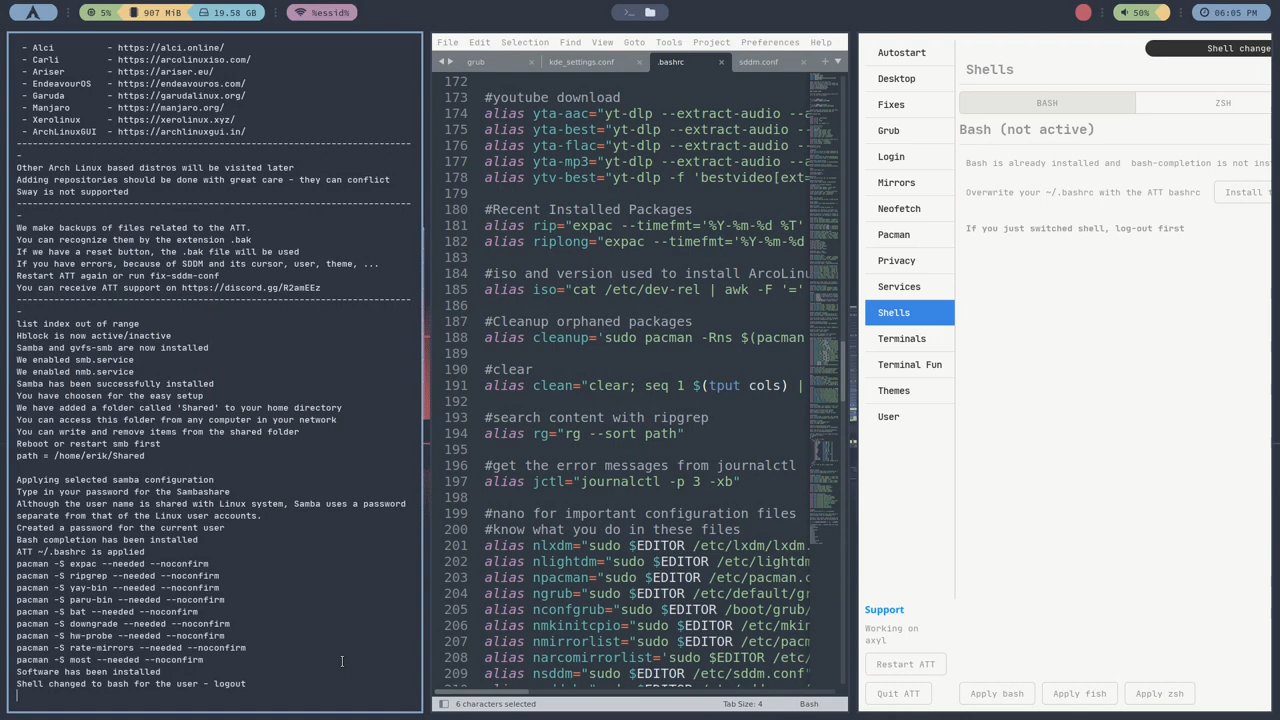 5%
907 MiB
19.58 GB
%essid%
50%
06:05 PM
- Alci - https://alci.online/
- Carli - https://arcolinuxiso.com/
- Ariser - https://ariser.eu/
- EndeavourOS - https://endeavouros.com/
- Garuda - https://garudalinux.org/
- Manjaro - https://manjaro.org/
- Xerolinux - https://xerolinux.xyz/
- ArchLinuxGUI - https://archlinuxgui.in/
Other Arch Linux based distros will be visited later
Adding repositories should be done with great care - they can conflict
Sway is not supported
We make backups of files related to the ATT.
You can recognize them by the extension .bak
If we have a reset button, the .bak file will be used
If you have errors, because of SDDM and its cursor, user, theme, ...
Restart ATT again or run fix-sddm-conf
You can receive ATT support on https://discord.gg/R2amEEz
list index out of range
Hblock is now active/inactive
Samba and gvfs-smb are now installed
We enabled smb.service
We enabled nmb.service
Samba has been successfully installed
You have choosen for the easy setup
We have added a folder called 'Shared' to your home directory
You can access this folder from any computer in your network
You can write and remove items from the shared folder
Reboot or restart smb first
path = /home/erik/Shared
Applying selected samba configuration
Type in your password for the Sambashare
Although the user name is shared with Linux system, Samba uses a password
separate from that of the Linux user accounts.
Created a password for the current user
Bash completion has been installed
ATT ~/.bashrc is applied
pacman -S expac --needed --noconfirm
pacman -S ripgrep --needed --noconfirm
pacman -S yay-bin --needed --noconfirm
pacman -S paru-bin --needed --noconfirm
pacman -S bat --needed --noconfirm
pacman -S downgrade --needed --noconfirm
pacman -S hw-probe --needed --noconfirm
pacman -S rate-mirrors --needed --noconfirm
pacman -S most --needed --noconfirm
Software has been installed
Shell changed to bash for the user - logout
File Edit Selection Find View Goto Tools Project Preferences Help
grub
kde_settings.conf
.bashrc
sddm.conf
172
173 #youtube download
174 alias yta-aac="yt-dlp --extract-audio --
175 alias yta-best="yt-dlp --extract-audio -
176 alias yta-flac="yt-dlp --extract-audio -
177 alias yta-mp3="yt-dlp --extract-audio --
178 alias ytv-best="yt-dlp -f 'bestvideo[ext=
179
180 #Recent Installed Packages
181 alias rip="expac --timefmt='%Y-%m-%d %T'
182 alias riplong="expac --timefmt='%Y-%m-%d
183
184 #iso and version used to install ArcoLinu
185 alias iso="cat /etc/dev-rel | awk -F '='
186
187 #Cleanup orphaned packages
188 alias cleanup='sudo pacman -Rns $(pacman
189
190 #clear
191 alias clean="clear; seq 1 $(tput cols) |
192
193 #search content with ripgrep
194 alias rg="rg --sort path"
195
196 #get the error messages from journalctl
197 alias jctl="journalctl -p 3 -xb"
198
199 #nano for important configuration files
200 #know what you do in these files
201 alias nlxdm="sudo $EDITOR /etc/lxdm/lxdm.
202 alias nlightdm="sudo $EDITOR /etc/lightdm
203 alias npacman="sudo $EDITOR /etc/pacman.c
204 alias ngrub="sudo $EDITOR /etc/default/gr
205 alias nconfgrub="sudo $EDITOR /boot/grub/
206 alias nmkinitcpio="sudo $EDITOR /etc/mkin
207 alias nmirrorlist="sudo $EDITOR /etc/pacm
208 alias narcomirrorlist='sudo $EDITOR /etc/
209 alias nsddm="sudo $EDITOR /etc/sddm.conf"
6 characters selected
Tab Size: 4
Bash
Autostart
Desktop
Fixes
Grub
Login
Mirrors
Neofetch
Pacman
Privacy
Services
Shells
Terminals
Terminal Fun
Themes
User
Support
Working on
axyl
Restart ATT
Quit ATT
Shell change
Shells
BASH
ZSH
Bash (not active)
Bash is already installed and bash-completion is not ins
Overwrite your ~/.bashrc with the ATT bashrc
Install
If you just switched shell, log-out first
Apply bash
Apply fish
Apply zsh